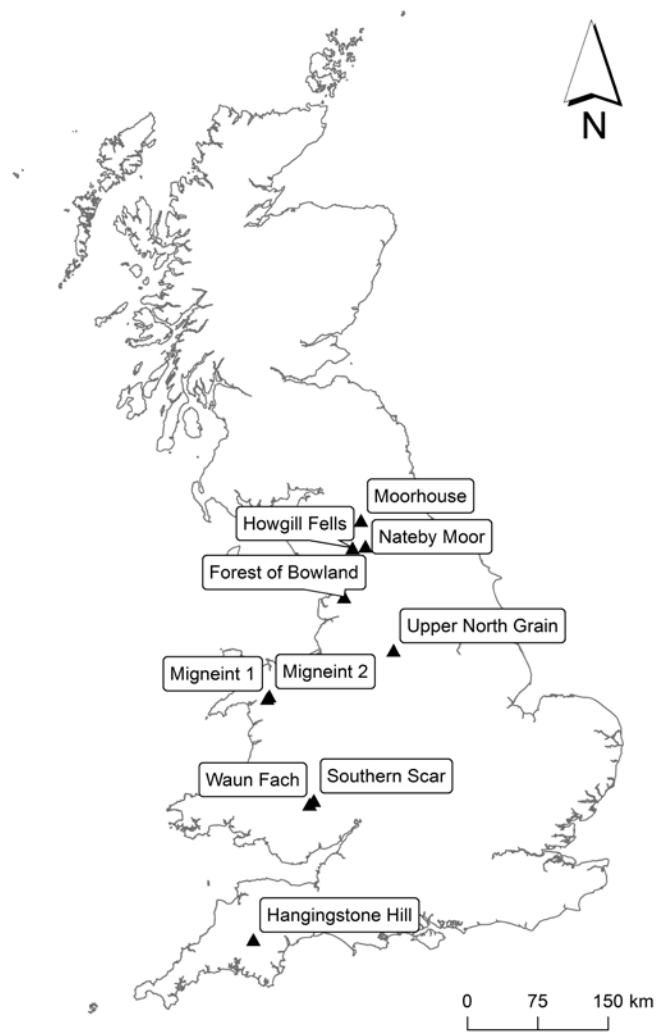 N
Moorhouse
Howgill Fells
Nateby Moor
Forest of Bowland
Upper North Grain
Migneint 1
Migneint 2
Waun Fach
Southern Scar
Hangingstone Hill
0 75 150 km